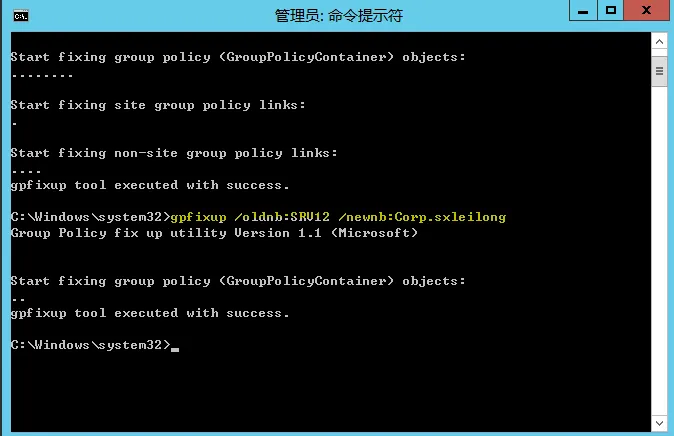 管理员: 命令提示符
Start fixing group policy (GroupPolicyContainer) objects:
--------
Start fixing site group policy links:
-
Start fixing non-site group policy links:
----
gpfixup tool executed with success.
C:\Windows\system32>gpfixup /oldnb:SRV12 /newnb:Corp.sxleilong
Group Policy fix up utility Version 1.1 (Microsoft)
Start fixing group policy (GroupPolicyContainer) objects:
--
gpfixup tool executed with success.
C:\Windows\system32>